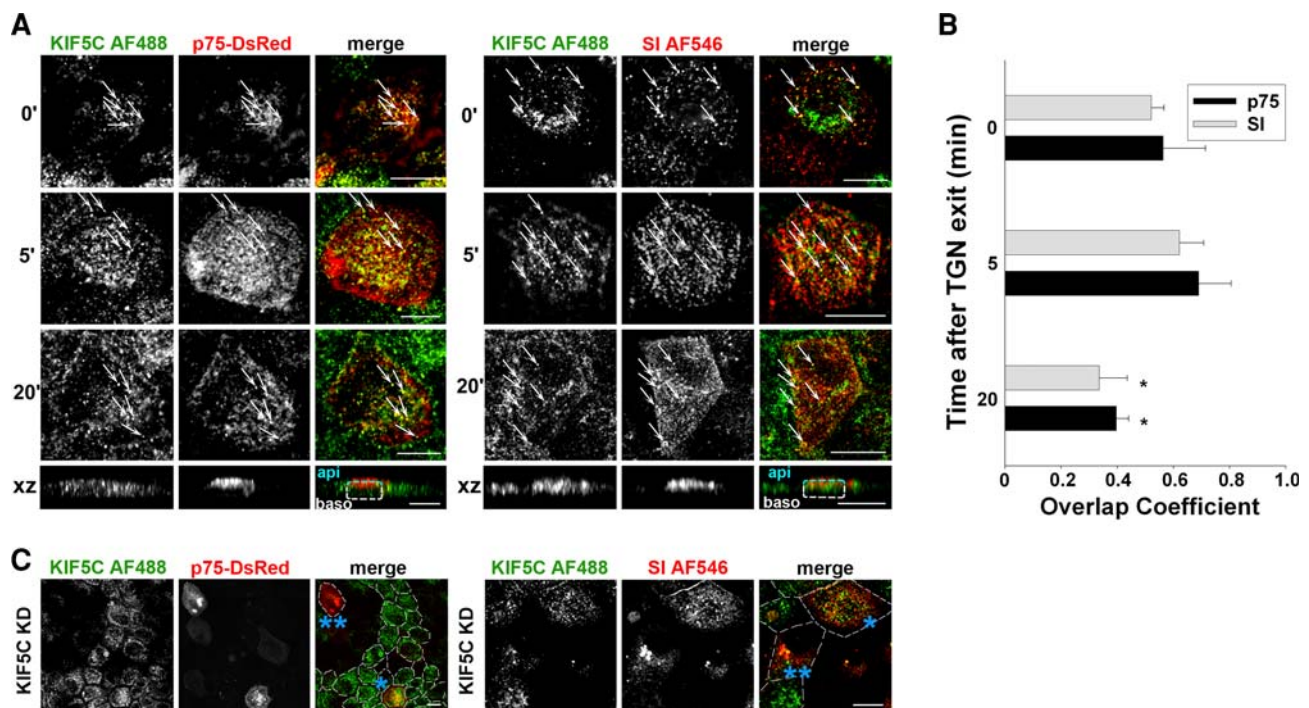 A
KIF5C AF488 p75-DsRed merge
KIF5C AF488 SI AF546 merge
0'
0'
5'
5'
20'
20'
xz
api
baso
xz
api
baso
B
Time after TGN exit (min)
p75
SI
0
5
20
*
*
0 0.2 0.4 0.6 0.8 1.0
Overlap Coefficient
C
KIF5C AF488 p75-DsRed merge
KIF5C AF488 SI AF546 merge
KIF5C KD
**
*
KIF5C KD
*
**